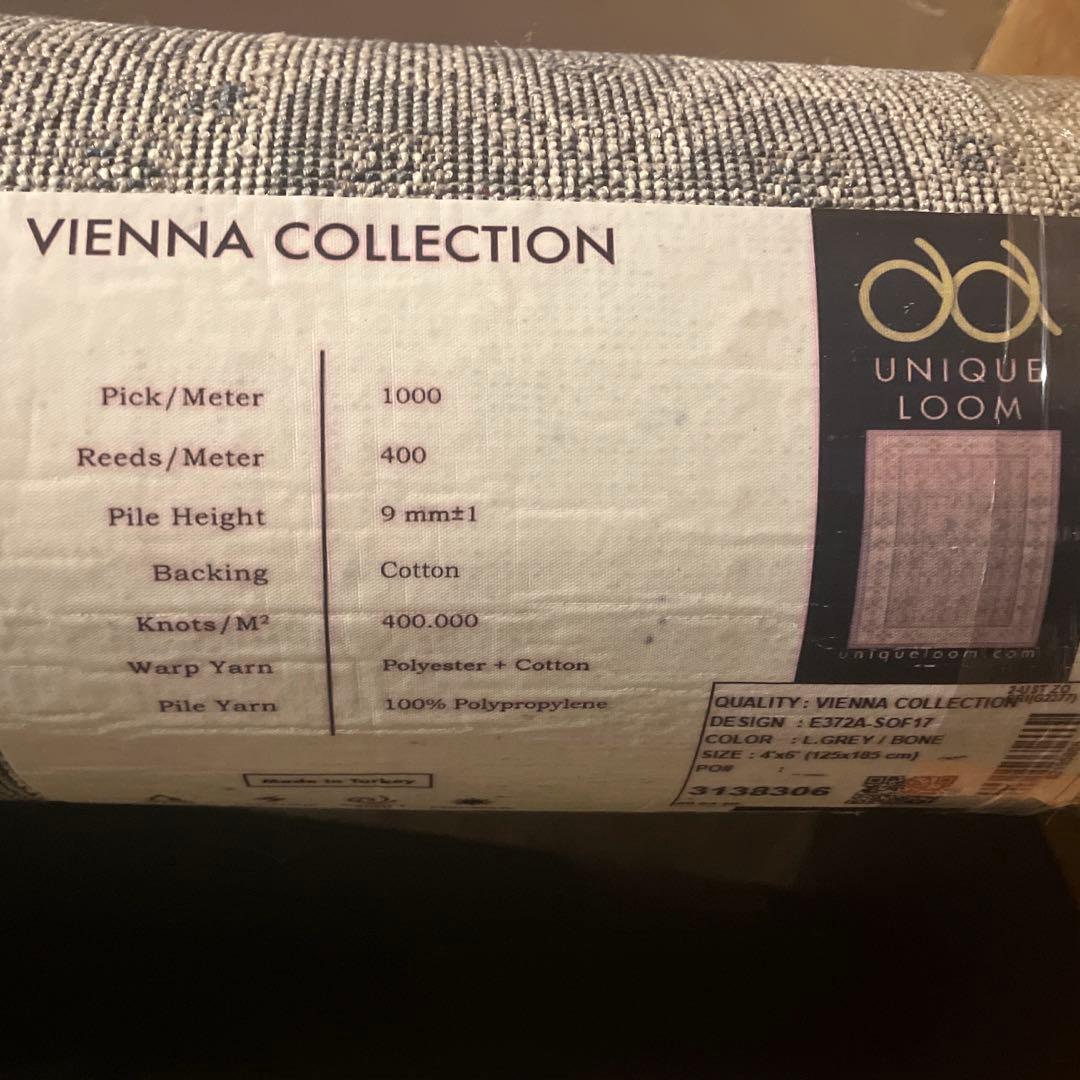 VIENNA COLLECTION
Pick/Meter 1000
Reeds/Meter 400
Pile Height 9 mm±1
Backing Cotton
Knots/M² 400.000
Warp Yarn Polyester + Cotton
Pile Yarn 100% Polypropylene
Made in Turkey
UNIQUE
LOOM
uniqueloom.com
QUALITY : VIENNA COLLECTION
DESIGN : E372A-SOF17
COLOR : L.GREY / BONE
SIZE : 4'x6' (125x185 cm)
PO# :
3138306